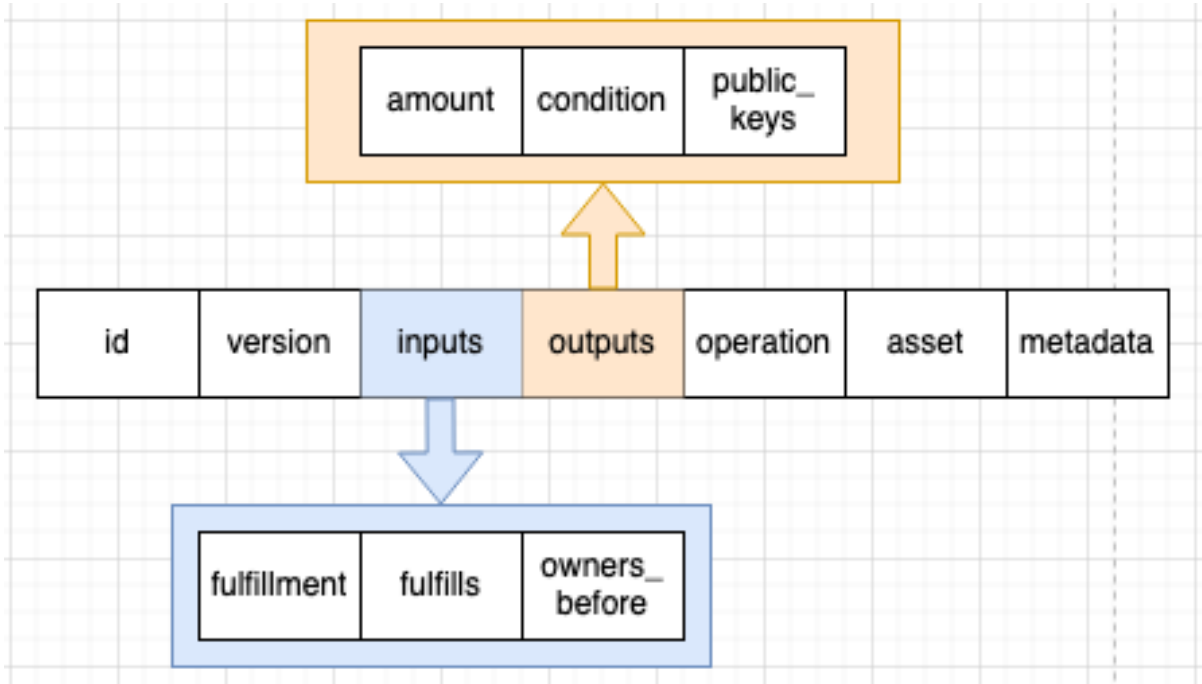 amount condition public_
keys
id version inputs outputs operation asset metadata
fulfillment fulfills owners_
before